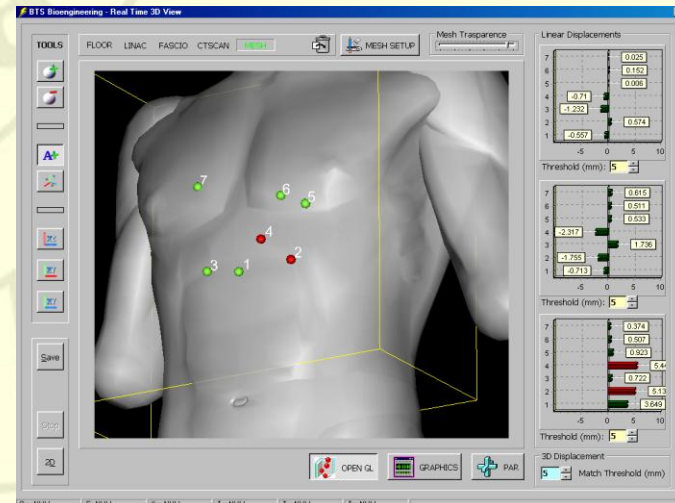 BTS Bioengineering - Real Time 3D View
TOOLS
FLOOR LINAC FASCIO CTSCAN MESH
MESH SETUP
Mesh Trasparence
Linear Displacements
A+
Save
Stop
2D
7
6
5
4
2
3
1
7 0.025
6 0.152
5 0.006
4 -0.71
3 -1.232
2 0.574
1 -0.557
-5 0 5 10
Threshold (mm): 5
7 0.615
6 0.511
5 0.533
4 -2.317
3 1.736
2 -1.755
1 -0.713
-5 0 5 10
Threshold (mm): 5
7 0.374
6 0.507
5 0.923
4 5.4
3 0.722
2 5.13
1 3.649
-5 0 5 10
Threshold (mm): 5
3D Displacement
5 Match Threshold (mm)
OPEN GL
GRAPHICS
PAR